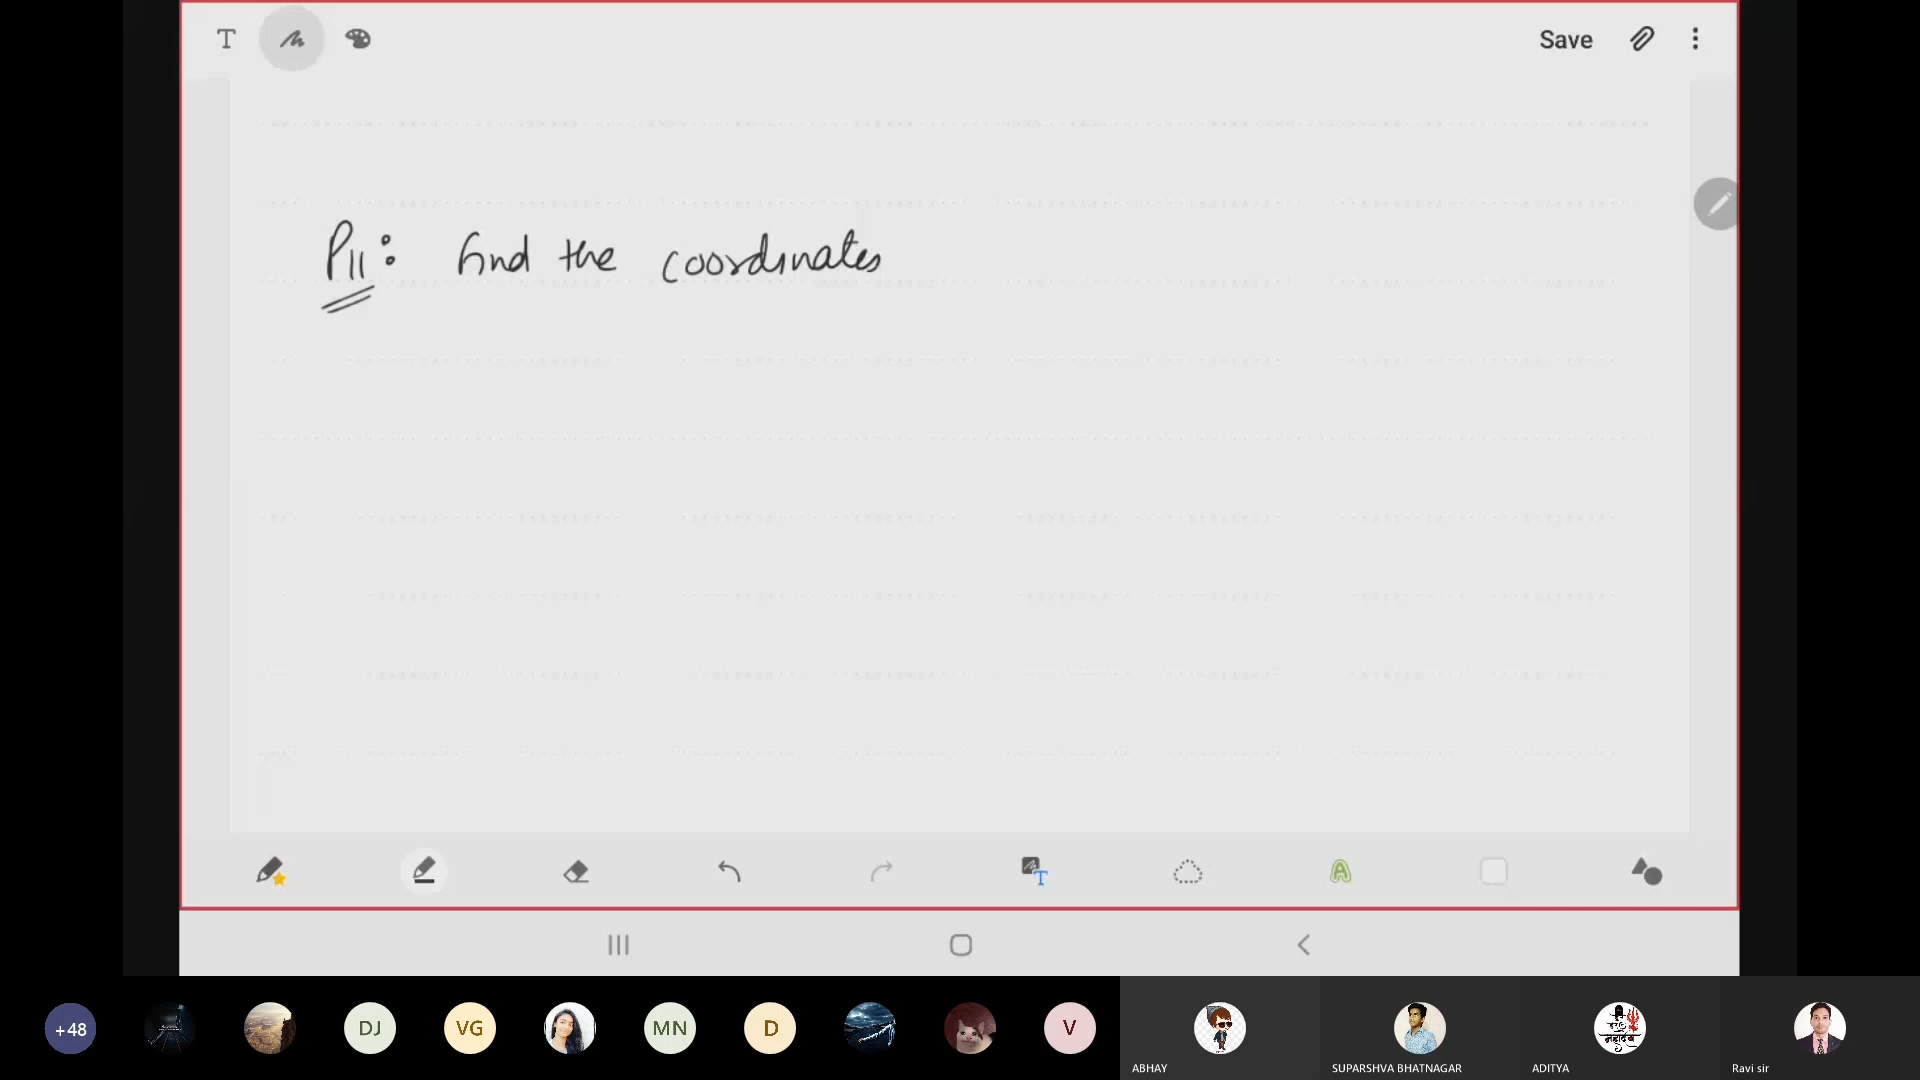 T
Save
P11: find the coordinates
T
A
+48
DJ
VG
MN
D
V
ABHAY
SUPARSHVA BHATNAGAR
ADITYA
Ravi sir